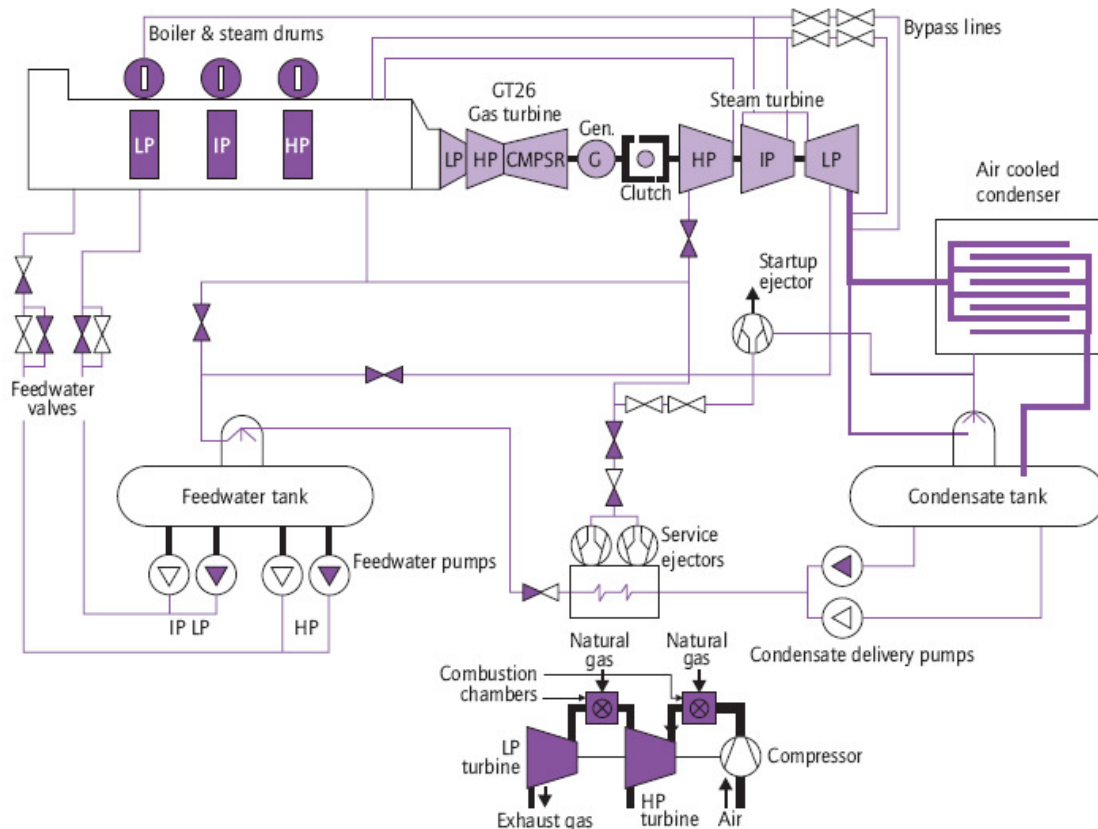 Boiler & steam drums
Bypass lines
GT26
Gas turbine
Steam turbine
Gen.
LP
IP
HP
LP
HP
CMPSR
G
HP
IP
LP
Clutch
Air cooled
condenser
Startup
ejector
Feedwater
valves
Feedwater tank
Condensate tank
Feedwater pumps
Service
ejectors
IP LP
HP
Condensate delivery pumps
Natural
gas
Natural
gas
Combustion
chambers
LP
turbine
Compressor
Exhaust gas
HP
turbine
Air